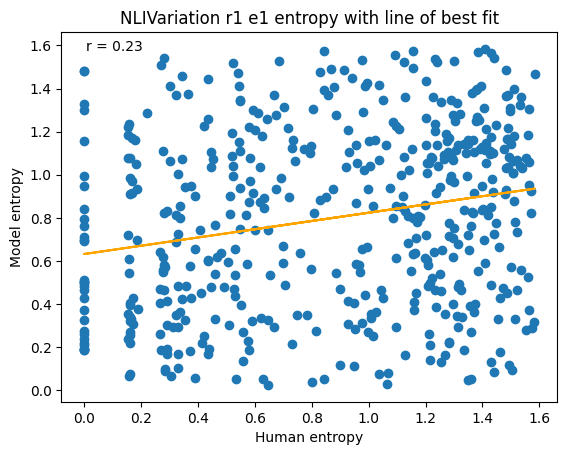 NLIVariation r1 e1 entropy with line of best fit
r = 0.23
Model entropy
1.6
1.4
1.2
1.0
0.8
0.6
0.4
0.2
0.0
0.0 0.2 0.4 0.6 0.8 1.0 1.2 1.4 1.6
Human entropy